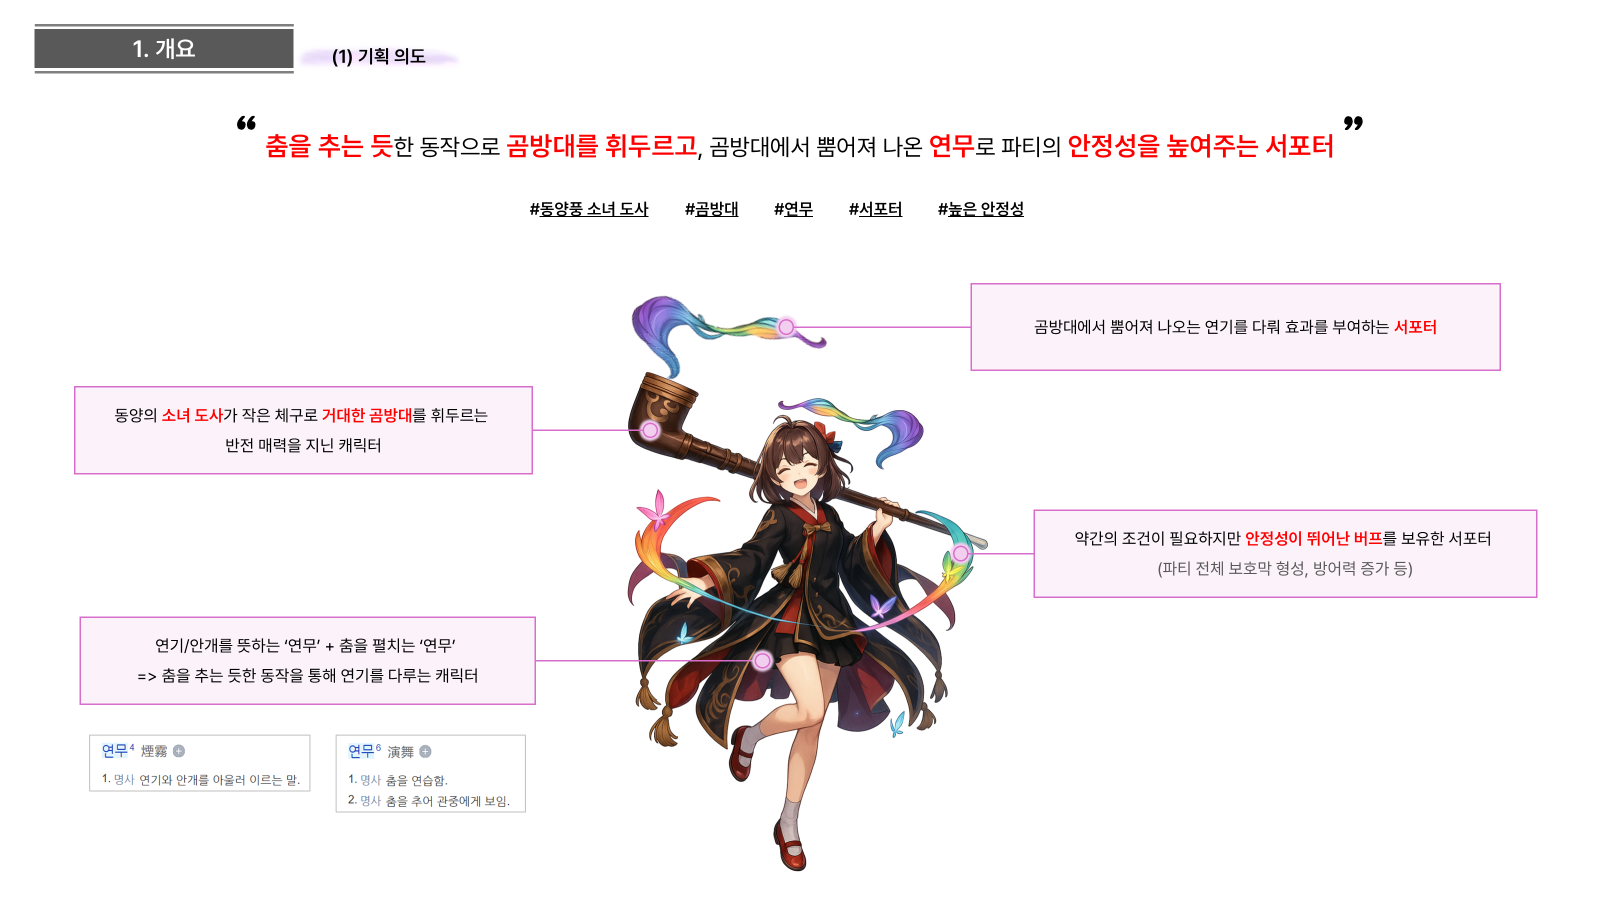 1. 개요
(1) 기획 의도
“ 춤을 추는 듯한 동작으로 곰방대를 휘두르고, 곰방대에서 뿜어져 나온 연무로 파티의 안정성을 높여주는 서포터 ”
#동양풍 소녀 도사 #곰방대 #연무 #서포터 #높은 안정성
곰방대에서 뿜어져 나오는 연기를 다뤄 효과를 부여하는 서포터
동양의 소녀 도사가 작은 체구로 거대한 곰방대를 휘두르는
반전 매력을 지닌 캐릭터
약간의 조건이 필요하지만 안정성이 뛰어난 버프를 보유한 서포터
(파티 전체 보호막 형성, 방어력 증가 등)
연기/안개를 뜻하는 ‘연무’ + 춤을 펼치는 ‘연무’
=> 춤을 추는 듯한 동작을 통해 연기를 다루는 캐릭터
연무4 煙霧 +
1. 명사 연기와 안개를 아울러 이르는 말.
연무6 演舞 +
1. 명사 춤을 연습함.
2. 명사 춤을 추어 관중에게 보임.